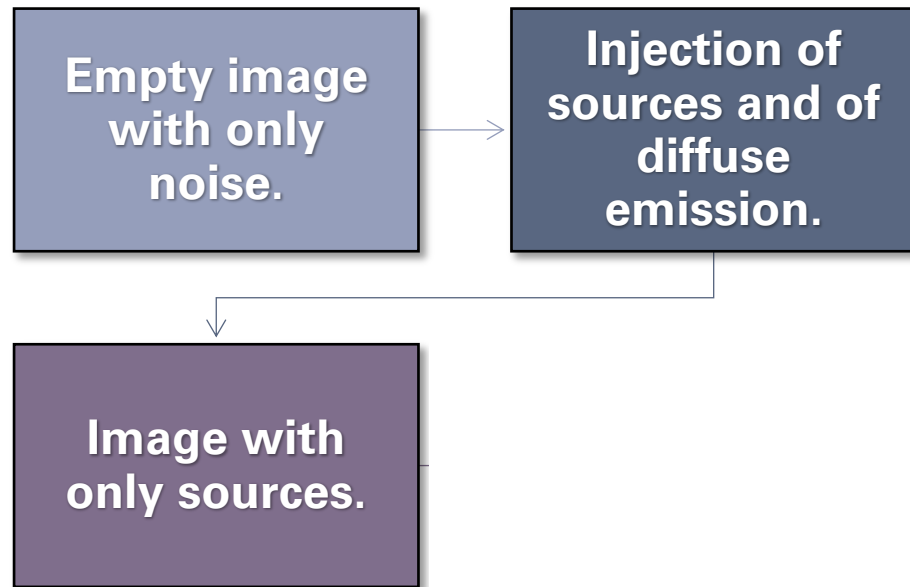 Empty image
with only
noise.
Injection of
sources and of
diffuse
emission.
Image with
only sources.